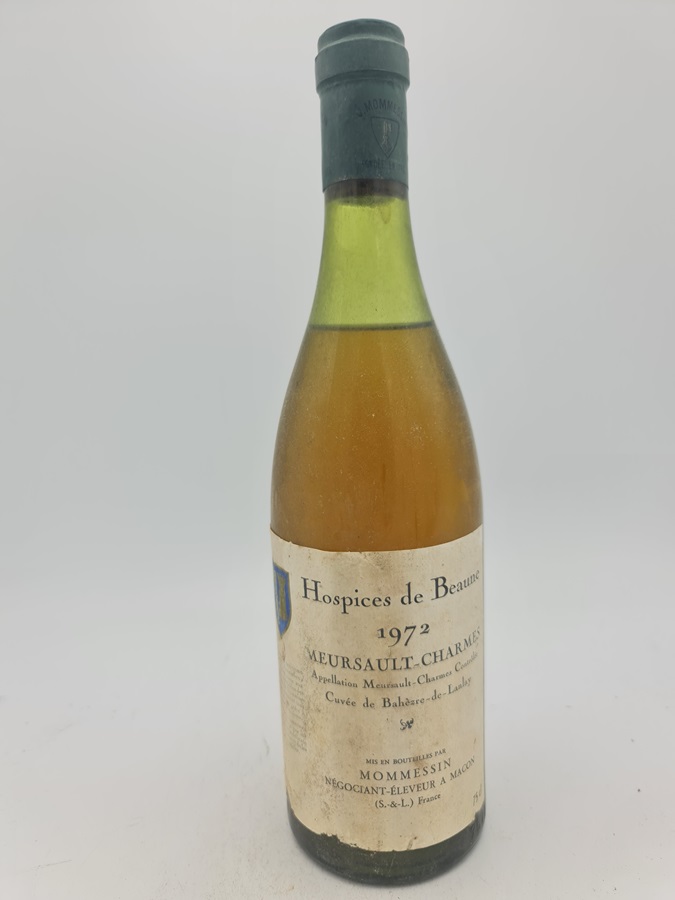 MOMMESSIN
Hospices de Beaune
1972
MEURSAULT-CHARMES
Appellation Meursault-Charmes Contrôlée
Cuvée de Bahèzre-de-Lanlay
MIS EN BOUTEILLES PAR
MOMMESSIN
NÉGOCIANT-ÉLEVEUR A MACON
(S.-&-L.) France